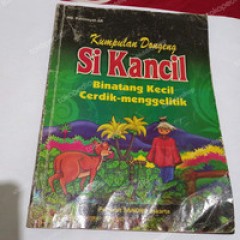 Kumpulan Dongeng
Si Kancil
Binatang Kecil
Cerdik-menggelitik